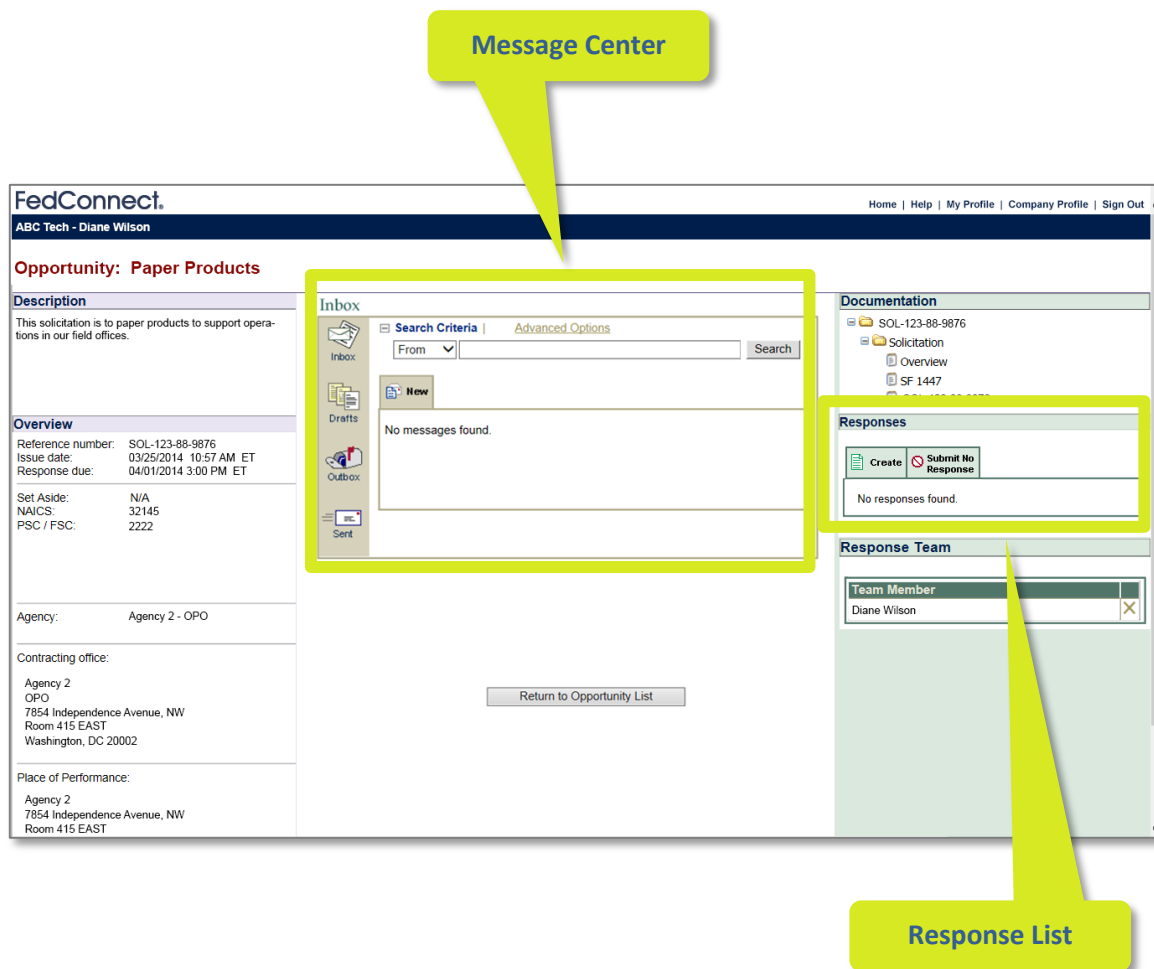 Message Center
FedConnect.
Home | Help | My Profile | Company Profile | Sign Out
ABC Tech - Diane Wilson
Opportunity: Paper Products
Description
This solicitation is to paper products to support opera-
tions in our field offices.
Overview
Reference number: SOL-123-88-9876
Issue date: 03/25/2014 10:57 AM ET
Response due: 04/01/2014 3:00 PM ET
Set Aside: N/A
NAICS: 32145
PSC / FSC: 2222
Agency: Agency 2 - OPO
Contracting office:
Agency 2
OPO
7854 Independence Avenue, NW
Room 415 EAST
Washington, DC 20002
Place of Performance:
Agency 2
7854 Independence Avenue, NW
Room 415 EAST
Inbox
Inbox
Drafts
Outbox
Sent
Search Criteria | Advanced Options
From Search
New
No messages found.
Return to Opportunity List
Documentation
SOL-123-88-9876
Solicitation
Overview
SF 1447
Responses
Create Submit No
Response
No responses found.
Response Team
Team Member
Diane Wilson
Response List